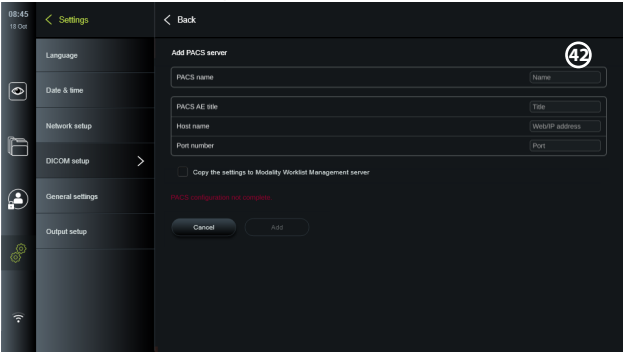 08:45
18 Oct
Settings
Back
Language
Date & time
Network setup
DICOM setup
General settings
Output setup
Add PACS server
42
PACS name
Name
PACS AE title
Title
Host name
Web/IP address
Port number
Port
Copy the settings to Modality Worklist Management server
PACS configuration not complete.
Cancel
Add